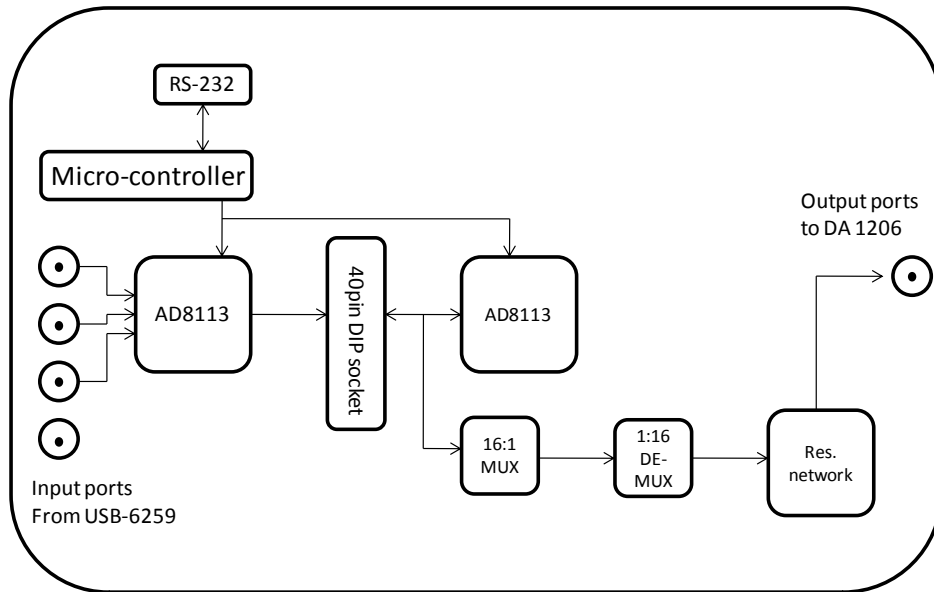 RS-232
Micro-controller
Output ports
to DA 1206
AD8113
40pin DIP socket
AD8113
16:1
MUX
1:16
DE-
MUX
Res.
network
Input ports
From USB-6259